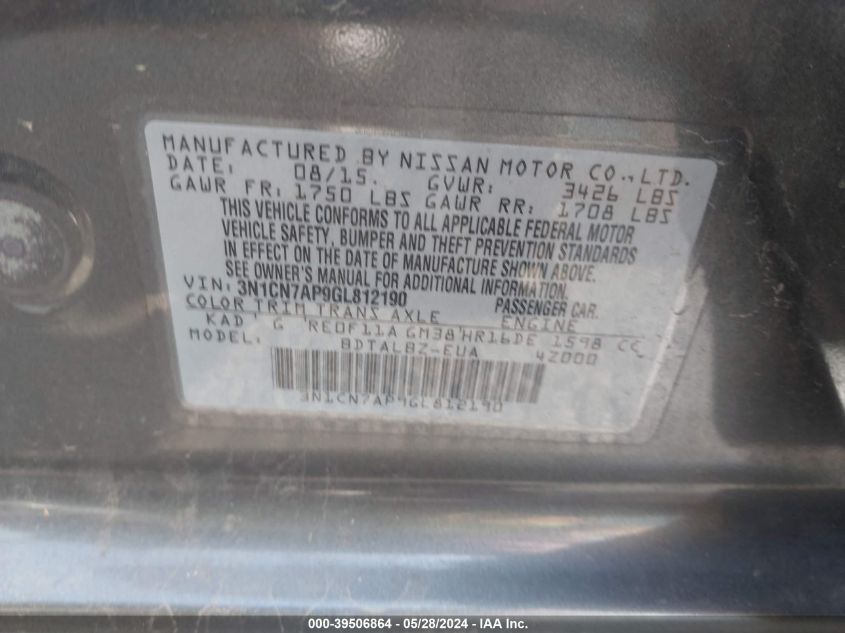 MANUFACTURED BY NISSAN MOTOR CO., LTD.
DATE: 08/15. GVWR: 3426 LBS
GAWR FR: 1750 LBS GAWR RR: 1708 LBS
THIS VEHICLE CONFORMS TO ALL APPLICABLE FEDERAL MOTOR
VEHICLE SAFETY, BUMPER AND THEFT PREVENTION STANDARDS
IN EFFECT ON THE DATE OF MANUFACTURE SHOWN ABOVE.
SEE OWNER'S MANUAL FOR ADDITIONAL INFORMATION.
VIN: 3N1CN7AP9GL812190 PASSENGER CAR.
COLOR TRIM TRANS AXLE ENGINE
KAD G RE0F11A GM38 HR16DE 1598 CC
MODEL: BDTALBZ-EUA 4Z000
3N1CN7AP9GL812190
000-39506864 - 05/28/2024 - IAA Inc.